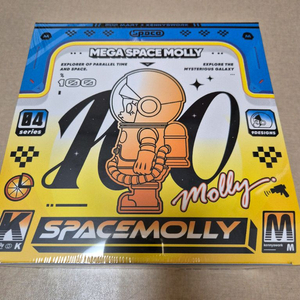 Space
MEGA SPACE MOLLY
EXPLORER OF PARALLEL TIME
AND SPACE.
EXPLORE THE
MYSTERIOUS GALAXY
100
100
04
series
Molly
SPACEMOLLY
K
K
M